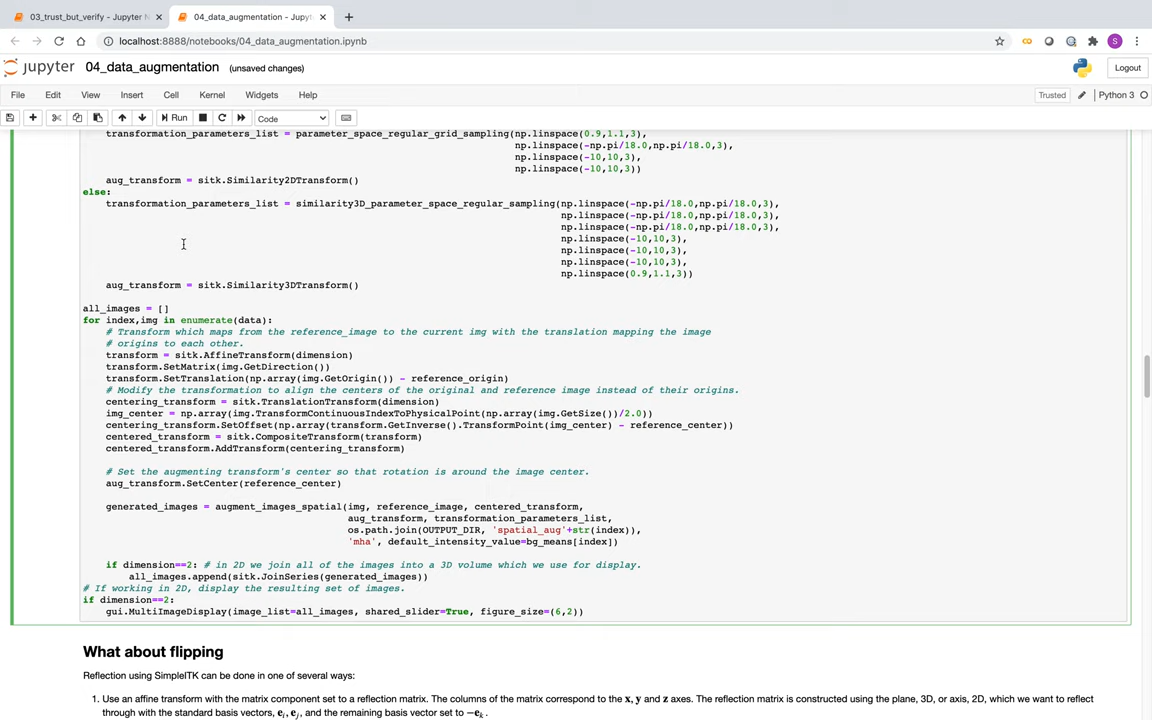 03_trust_but_verify - Jupyter N
04_data_augmentation - Jupyt
localhost:8888/notebooks/04_data_augmentation.ipynb
S
jupyter 04_data_augmentation (unsaved changes)
Logout
File Edit View Insert Cell Kernel Widgets Help
Trusted Python 3
Run Code
transformation_parameters_list = parameter_space_regular_grid_sampling(np.linspace(0.9,1.1,3),
np.linspace(-np.pi/18.0,np.pi/18.0,3),
np.linspace(-10,10,3),
np.linspace(-10,10,3))
aug_transform = sitk.Similarity2DTransform()
else:
transformation_parameters_list = similarity3D_parameter_space_regular_sampling(np.linspace(-np.pi/18.0,np.pi/18.0,3),
np.linspace(-np.pi/18.0,np.pi/18.0,3),
np.linspace(-np.pi/18.0,np.pi/18.0,3),
np.linspace(-10,10,3),
np.linspace(-10,10,3),
np.linspace(-10,10,3),
np.linspace(0.9,1.1,3))
aug_transform = sitk.Similarity3DTransform()
all_images = []
for index,img in enumerate(data):
# Transform which maps from the reference_image to the current img with the translation mapping the image
# origins to each other.
transform = sitk.AffineTransform(dimension)
transform.SetMatrix(img.GetDirection())
transform.SetTranslation(np.array(img.GetOrigin()) - reference_origin)
# Modify the transformation to align the centers of the original and reference image instead of their origins.
centering_transform = sitk.TranslationTransform(dimension)
img_center = np.array(img.TransformContinuousIndexToPhysicalPoint(np.array(img.GetSize())/2.0))
centering_transform.SetOffset(np.array(transform.GetInverse().TransformPoint(img_center) - reference_center))
centered_transform = sitk.CompositeTransform(transform)
centered_transform.AddTransform(centering_transform)
# Set the augmenting transform's center so that rotation is around the image center.
aug_transform.SetCenter(reference_center)
generated_images = augment_images_spatial(img, reference_image, centered_transform,
aug_transform, transformation_parameters_list,
os.path.join(OUTPUT_DIR, 'spatial_aug'+str(index)),
'mha', default_intensity_value=bg_means[index])
if dimension==2: # in 2D we join all of the images into a 3D volume which we use for display.
all_images.append(sitk.JoinSeries(generated_images))
# If working in 2D, display the resulting set of images.
if dimension==2:
gui.MultiImageDisplay(image_list=all_images, shared_slider=True, figure_size=(6,2))
What about flipping
Reflection using SimpleITK can be done in one of several ways:
1. Use an affine transform with the matrix component set to a reflection matrix. The columns of the matrix correspond to the x, y and z axes. The reflection matrix is constructed using the plane, 3D, or axis, 2D, which we want to reflect
through with the standard basis vectors, eᵢ, eⱼ, and the remaining basis vector set to −eₖ.